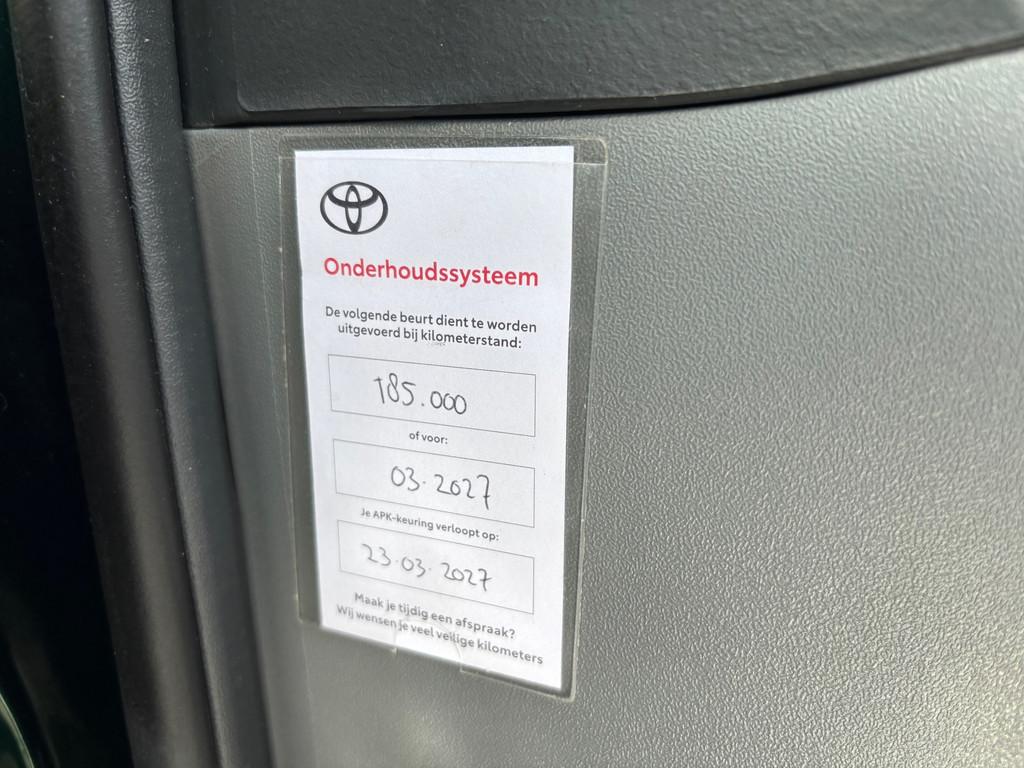 Onderhoudssysteem
De volgende beurt dient te worden
uitgevoerd bij kilometerstand:
185.000
of voor:
03.2027
Je APK-keuring verloopt op:
23.03.2027
Maak je tijdig een afspraak?
Wij wensen je veel veilige kilometers